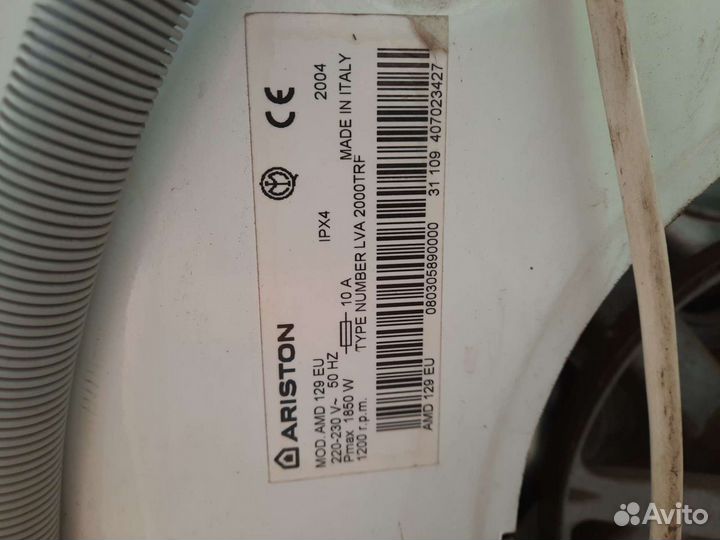 ARISTON
MOD. AMD 129 EU
220-230 V~ 50 HZ
Pmax 1850 W
1200 r.p.m.
10 A
IPX4
2004
TYPE NUMBER LVA 2000TRF
MADE IN ITALY
AMD 129 EU 080305890000 31 109 407023427
Avito